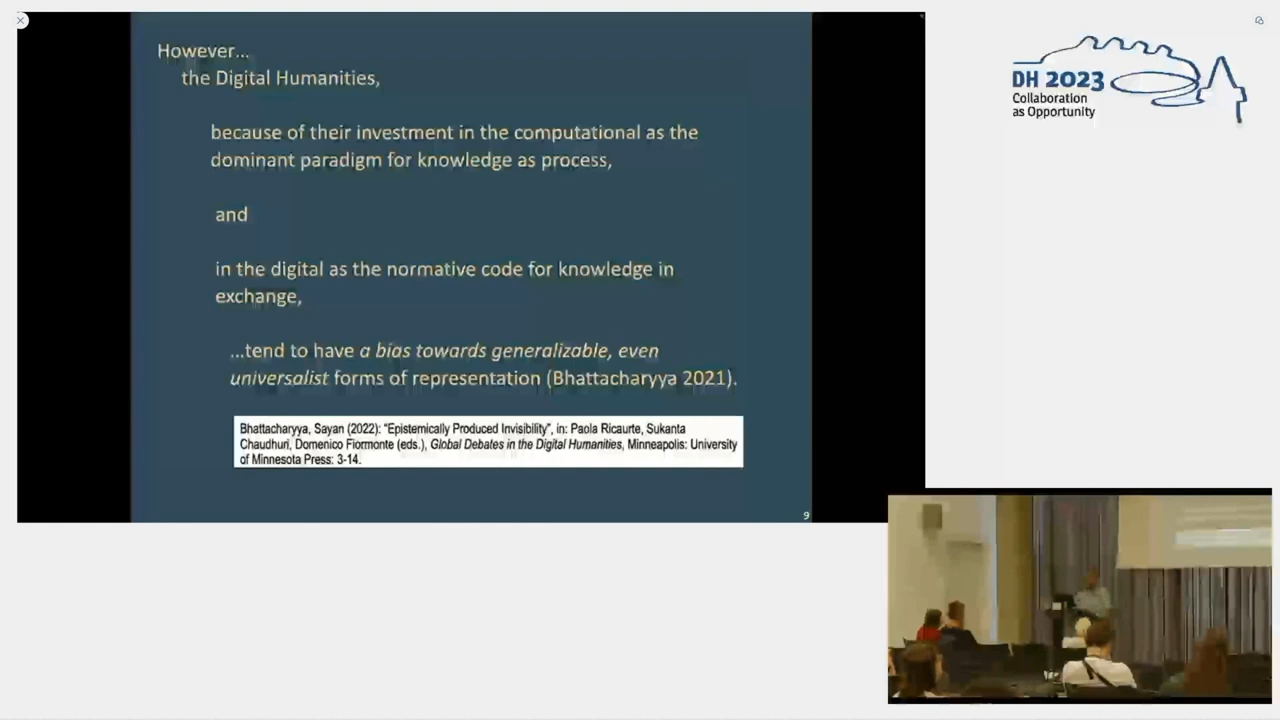 However...
the Digital Humanities,
because of their investment in the computational as the
dominant paradigm for knowledge as process,
and
in the digital as the normative code for knowledge in
exchange,
...tend to have a bias towards generalizable, even
universalist forms of representation (Bhattacharyya 2021).
Bhattacharyya, Sayan (2022): “Epistemically Produced Invisibility”, in: Paola Ricaurte, Sukanta
Chaudhuri, Domenico Fiormonte (eds.), Global Debates in the Digital Humanities, Minneapolis: University
of Minnesota Press: 3-14.
9
DH 2023
Collaboration
as Opportunity